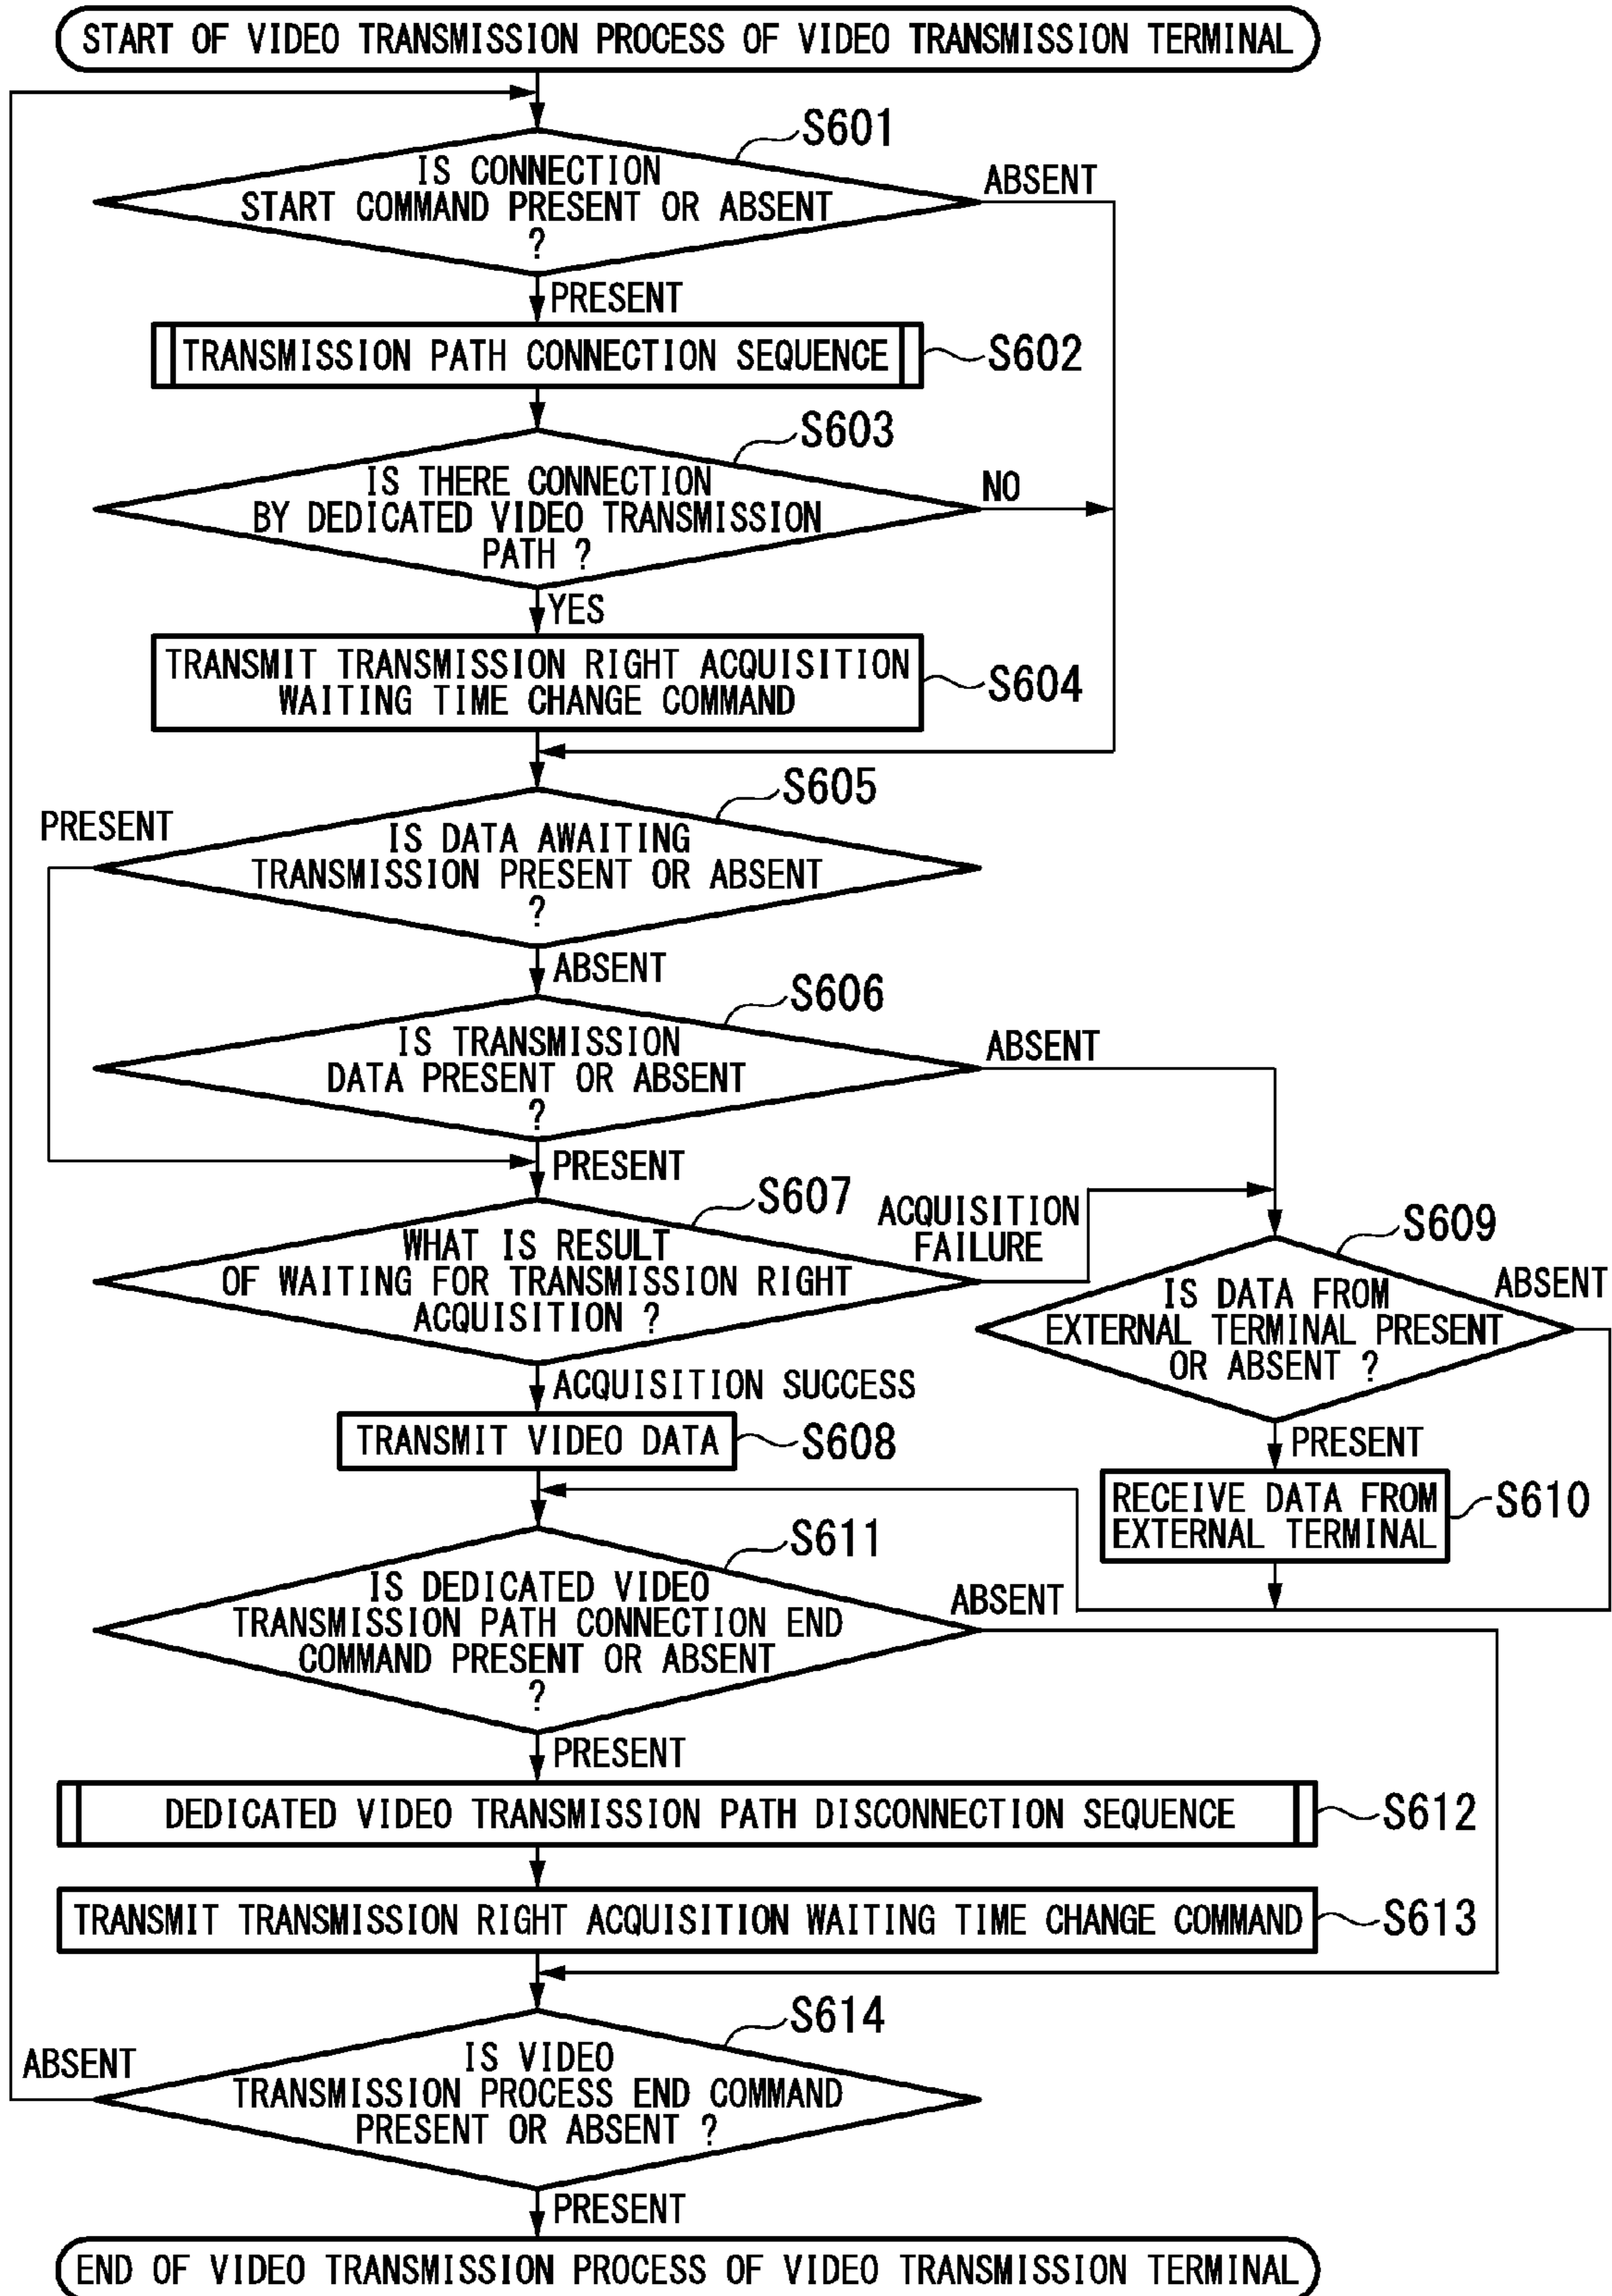 START OF VIDEO TRANSMISSION PROCESS OF VIDEO TRANSMISSION TERMINAL
S601
IS CONNECTION
START COMMAND PRESENT OR ABSENT
?
ABSENT
PRESENT
TRANSMISSION PATH CONNECTION SEQUENCE
S602
S603
IS THERE CONNECTION
BY DEDICATED VIDEO TRANSMISSION
PATH ?
NO
YES
TRANSMIT TRANSMISSION RIGHT ACQUISITION
WAITING TIME CHANGE COMMAND
S604
S605
PRESENT
IS DATA AWAITING
TRANSMISSION PRESENT OR ABSENT
?
ABSENT
S606
IS TRANSMISSION
DATA PRESENT OR ABSENT
?
ABSENT
PRESENT
S607
WHAT IS RESULT
OF WAITING FOR TRANSMISSION RIGHT
ACQUISITION ?
ACQUISITION
FAILURE
S609
IS DATA FROM
EXTERNAL TERMINAL PRESENT
OR ABSENT ?
ABSENT
ACQUISITION SUCCESS
TRANSMIT VIDEO DATA
S608
PRESENT
RECEIVE DATA FROM
EXTERNAL TERMINAL
S610
S611
IS DEDICATED VIDEO
TRANSMISSION PATH CONNECTION END
COMMAND PRESENT OR ABSENT
?
ABSENT
PRESENT
DEDICATED VIDEO TRANSMISSION PATH DISCONNECTION SEQUENCE
S612
TRANSMIT TRANSMISSION RIGHT ACQUISITION WAITING TIME CHANGE COMMAND
S613
S614
ABSENT
IS VIDEO
TRANSMISSION PROCESS END COMMAND
PRESENT OR ABSENT ?
PRESENT
END OF VIDEO TRANSMISSION PROCESS OF VIDEO TRANSMISSION TERMINAL